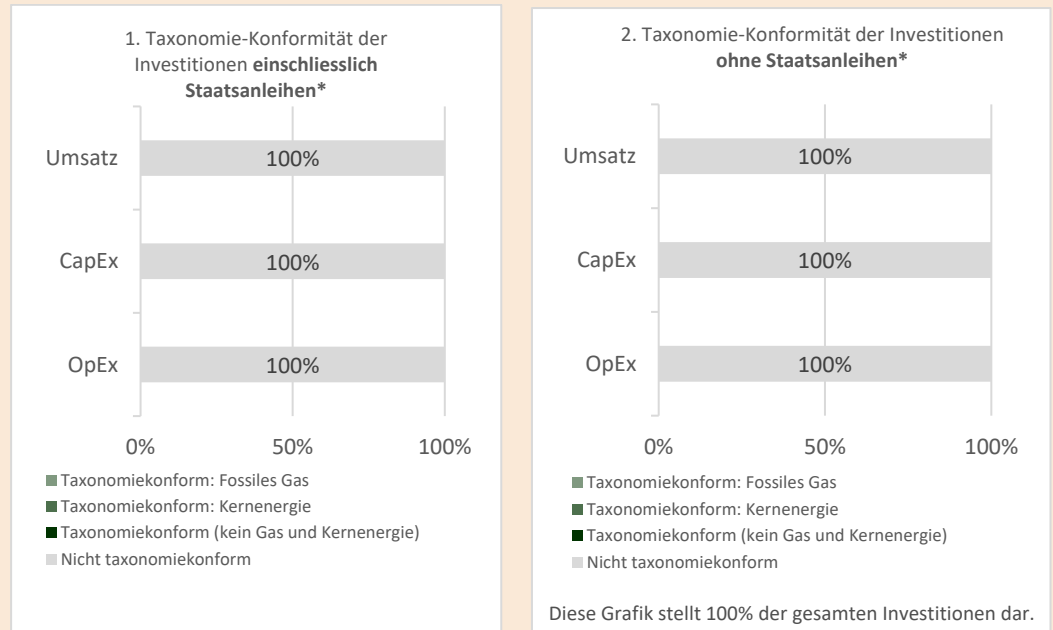 1. Taxonomie-Konformität der
Investitionen einschliesslich
Staatsanleihen*
Umsatz
100%
CapEx
100%
OpEx
100%
0%
50%
100%
Taxonomiekonform: Fossiles Gas
Taxonomiekonform: Kernenergie
Taxonomiekonform (kein Gas und Kernenergie)
Nicht taxonomiekonform
2. Taxonomie-Konformität der Investitionen
ohne Staatsanleihen*
Umsatz
100%
CapEx
100%
OpEx
100%
0%
50%
100%
Taxonomiekonform: Fossiles Gas
Taxonomiekonform: Kernenergie
Taxonomiekonform (kein Gas und Kernenergie)
Nicht taxonomiekonform
Diese Grafik stellt 100% der gesamten Investitionen dar.